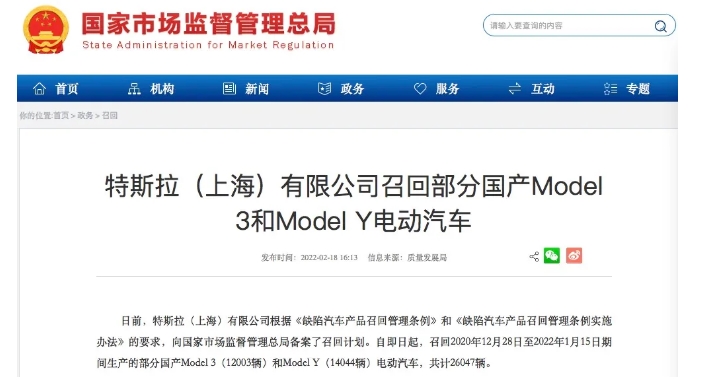 国家市场监督管理总局
State Administration for Market Regulation
请输入要查询的内容
首页 机构 新闻 政务 服务 互动 专题
你的位置:首页 > 政务 > 召回
特斯拉（上海）有限公司召回部分国产Model
3和Model Y电动汽车
发布时间：2022-02-18 16:13 信息来源：质量发展局
日前，特斯拉（上海）有限公司根据《缺陷汽车产品召回管理条例》和《缺陷汽车产品召回管理条例实施
办法》的要求，向国家市场监督管理总局备案了召回计划。自即日起，召回2020年12月28日至2022年1月15日期
间生产的部分国产Model 3（12003辆）和Model Y（14044辆）电动汽车，共计26047辆。